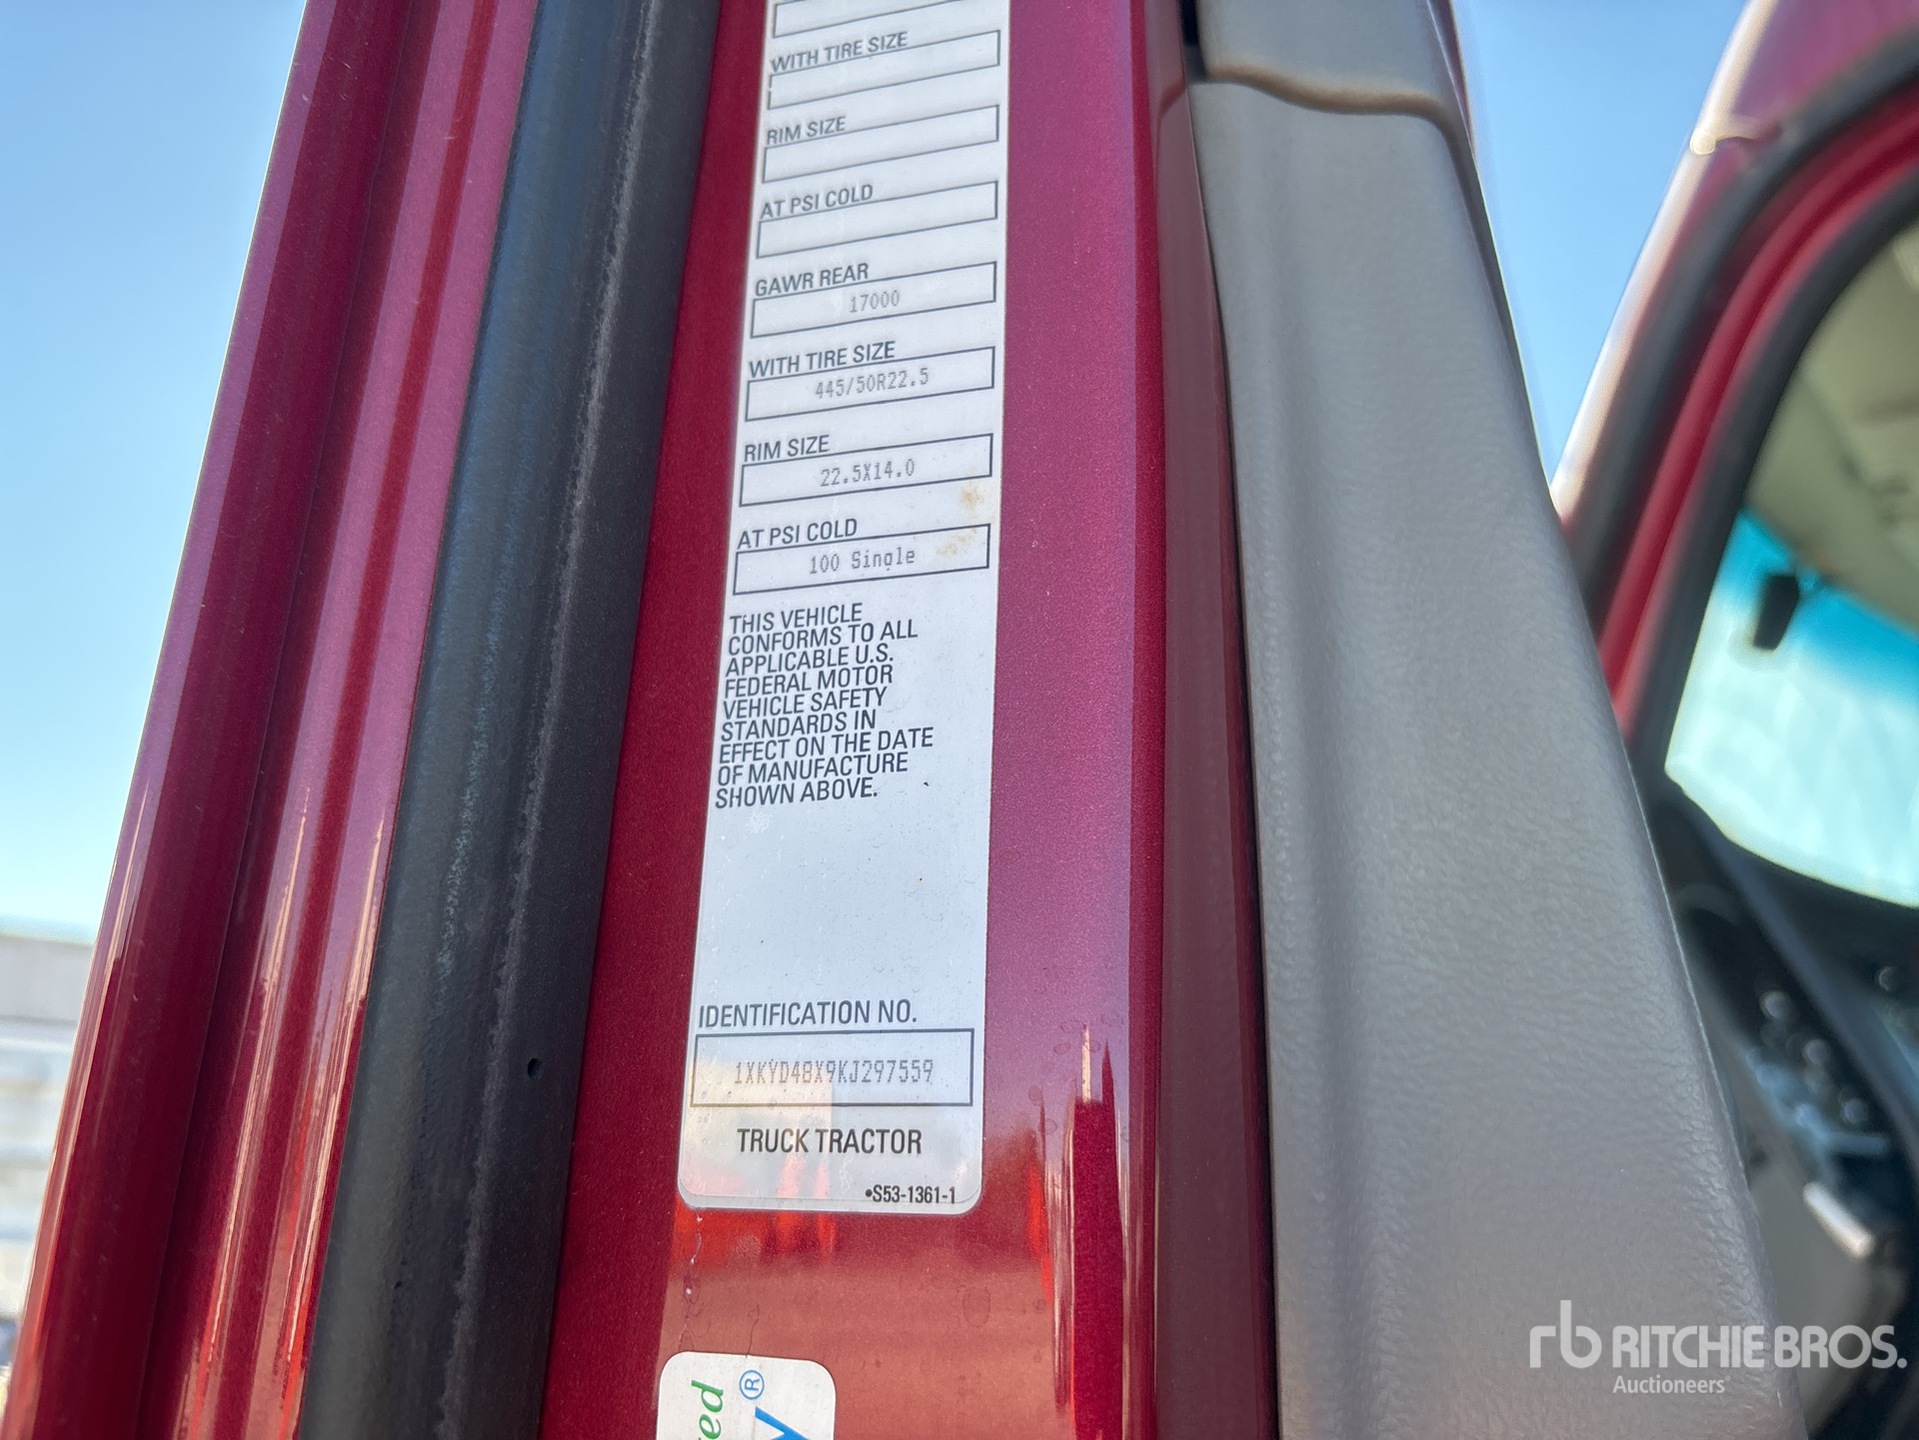 WITH TIRE SIZE
RIM SIZE
AT PSI COLD
GAWR REAR
17000
WITH TIRE SIZE
445/50R22.5
RIM SIZE
22.5X14.0
AT PSI COLD
100 Single
THIS VEHICLE
CONFORMS TO ALL
APPLICABLE U.S.
FEDERAL MOTOR
VEHICLE SAFETY
STANDARDS IN
EFFECT ON THE DATE
OF MANUFACTURE
SHOWN ABOVE.
IDENTIFICATION NO.
1XKYD48X9KJ297559
TRUCK TRACTOR
•S53-1361-1
rb RITCHIE BROS.
Auctioneers